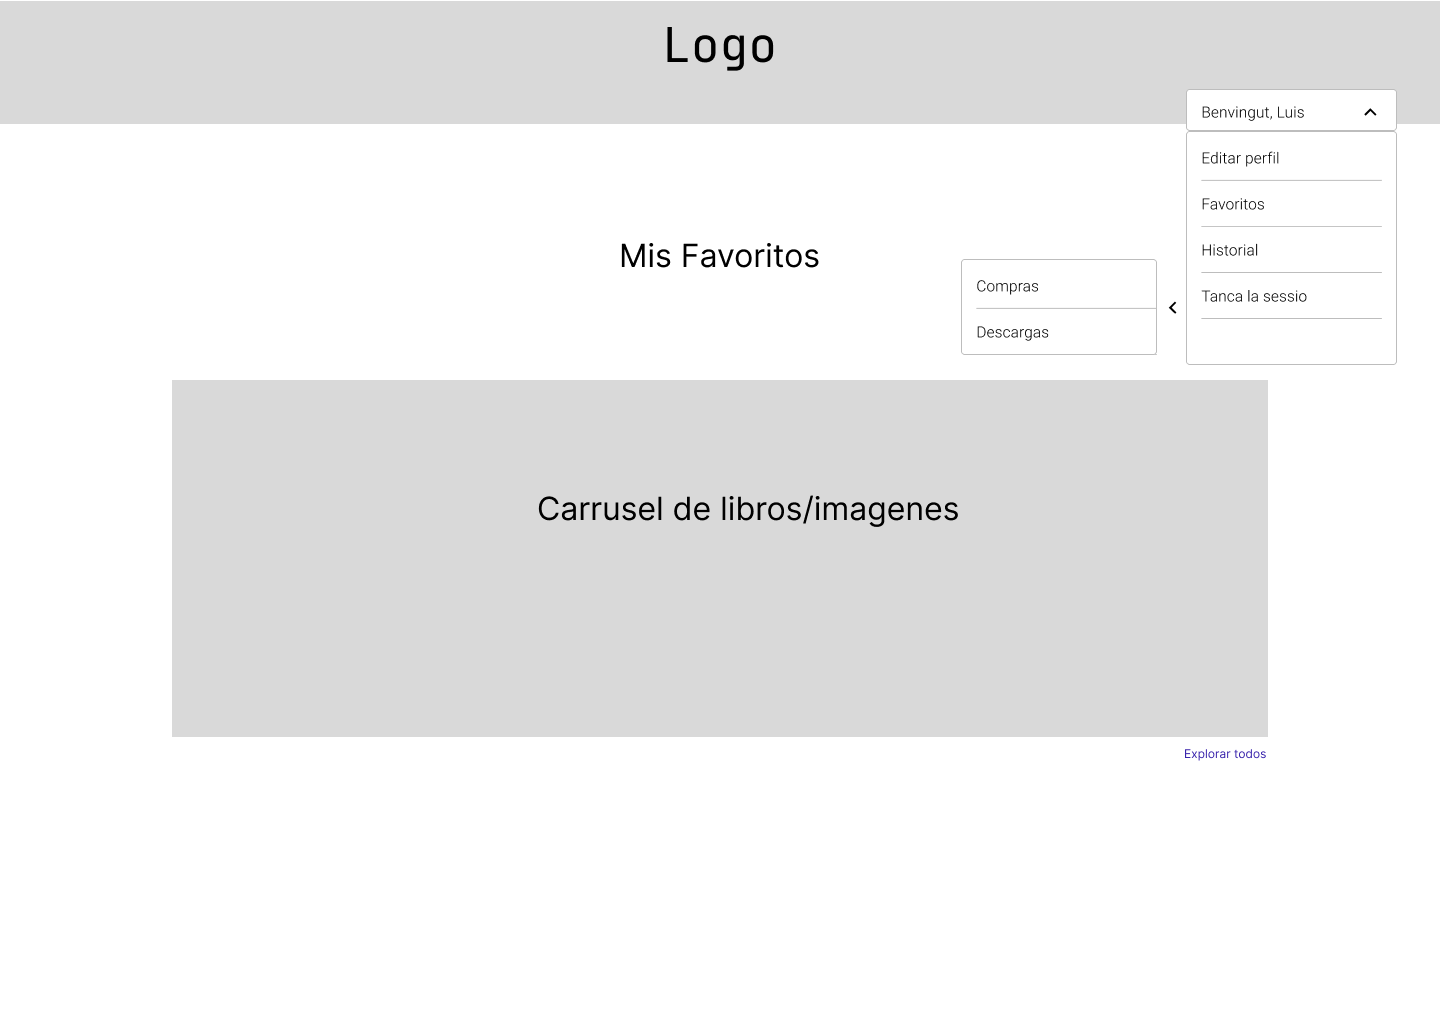 Logo
Benvingut, Luis
Editar perfil
Favoritos
Historial
Tanca la sessio
Mis Favoritos
Compras
Descargas
Carrusel de libros/imagenes
Explorar todos